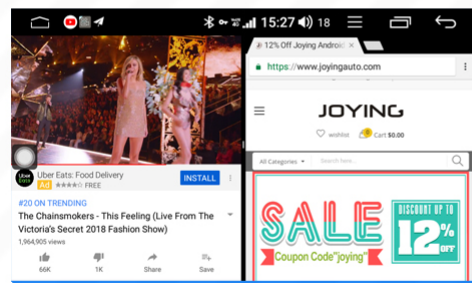 15:27 18
Uber Eats: Food Delivery
Ad FREE
INSTALL
#20 ON TRENDING
The Chainsmokers - This Feeling (Live From The
Victoria's Secret 2018 Fashion Show)
1,964,905 views
66K 1K Share Save
12% Off Joying Android
https://www.joyingauto.com
JOYING
wishlist Cart $0.00
All Categories Search here...
SALE
Coupon Code"joying"
DISCOUNT UP TO
12%
OFF